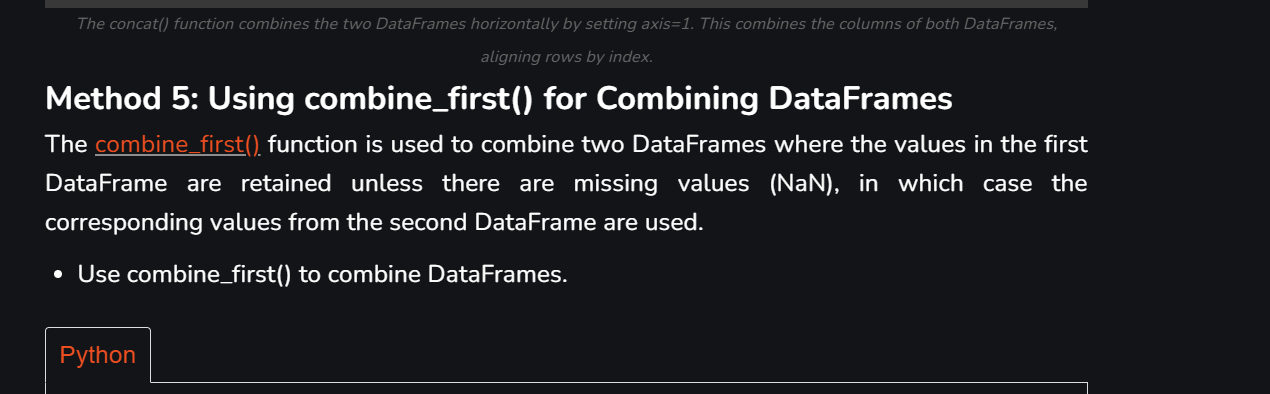 The concat() function combines the two DataFrames horizontally by setting axis=1. This combines the columns of both DataFrames,
aligning rows by index.
Method 5: Using combine_first() for Combining DataFrames
The combine_first() function is used to combine two DataFrames where the values in the first
DataFrame are retained unless there are missing values (NaN), in which case the
corresponding values from the second DataFrame are used.
• Use combine_first() to combine DataFrames.
Python